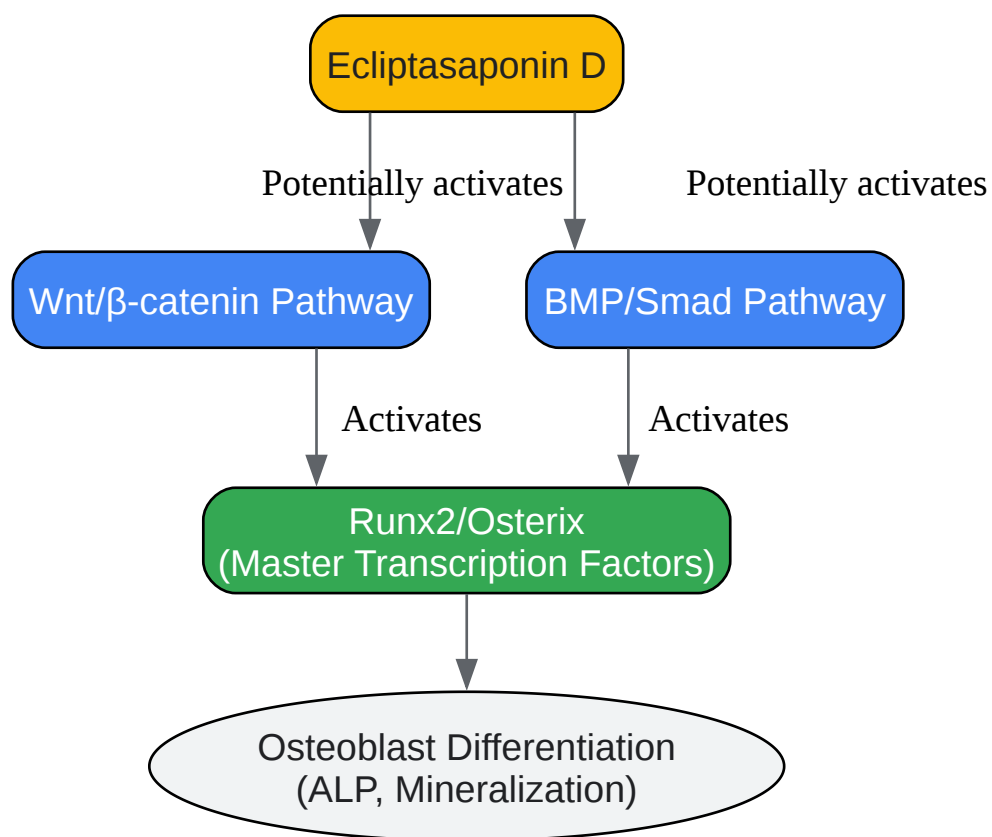 Ecliptasaponin D
Potentially activates
Potentially activates
Wnt/β-catenin Pathway
BMP/Smad Pathway
Activates
Activates
Runx2/Osterix
(Master Transcription Factors)
Osteoblast Differentiation
(ALP, Mineralization)